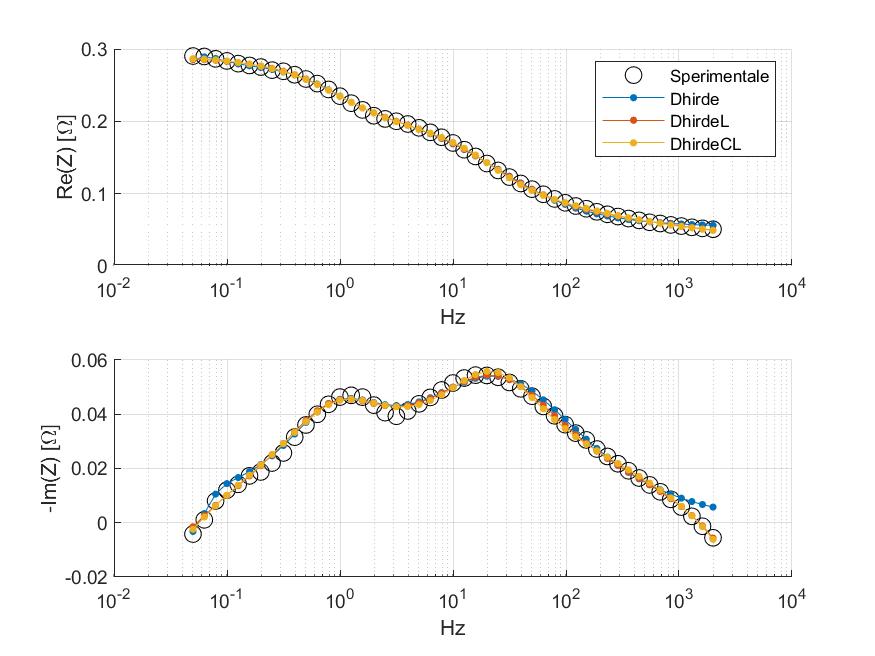 0.3
0.2
0.1
0
Re(Z) [Ω]
10^-2 10^-1 10^0 10^1 10^2 10^3 10^4
Hz
Sperimentale
Dhirde
DhirdeL
DhirdeCL
0.06
0.04
0.02
0
-0.02
-Im(Z) [Ω]
10^-2 10^-1 10^0 10^1 10^2 10^3 10^4
Hz